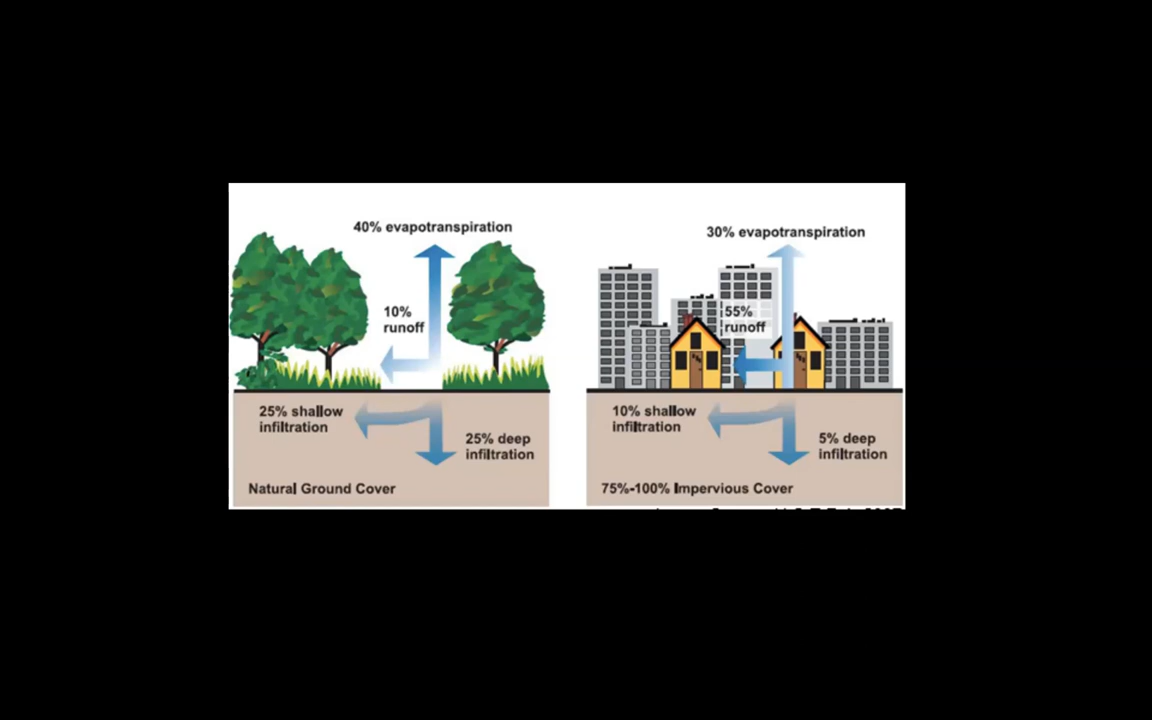 40% evapotranspiration
10%
runoff
25% shallow
infiltration
25% deep
infiltration
Natural Ground Cover
30% evapotranspiration
55%
runoff
10% shallow
infiltration
5% deep
infiltration
75%-100% Impervious Cover